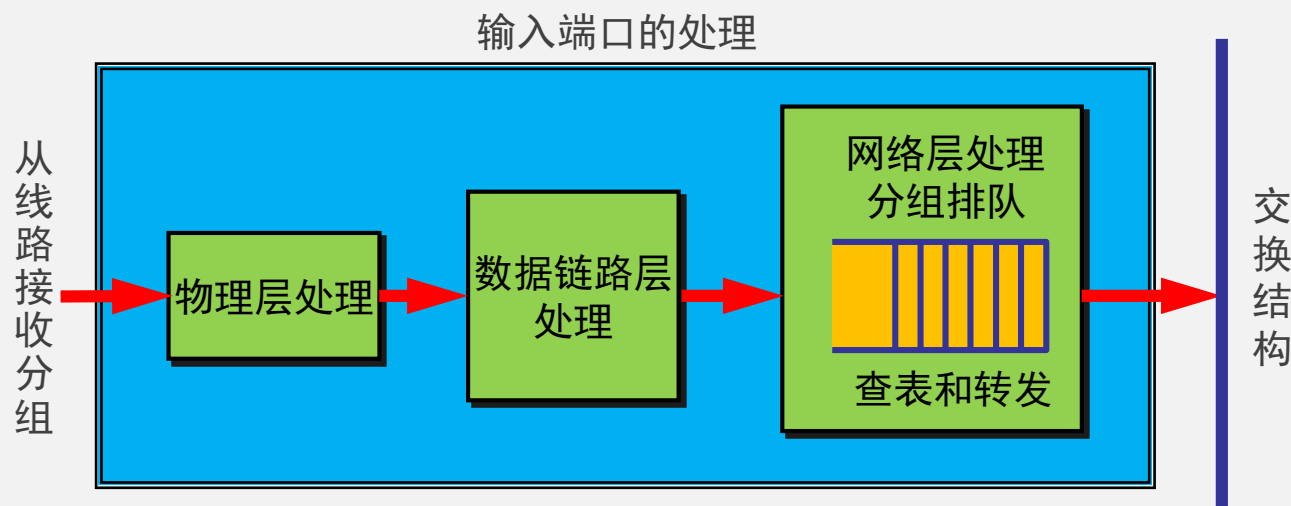 输入端口的处理
从线路接收分组
物理层处理
数据链路层
处理
网络层处理
分组排队
查表和转发
交换结构